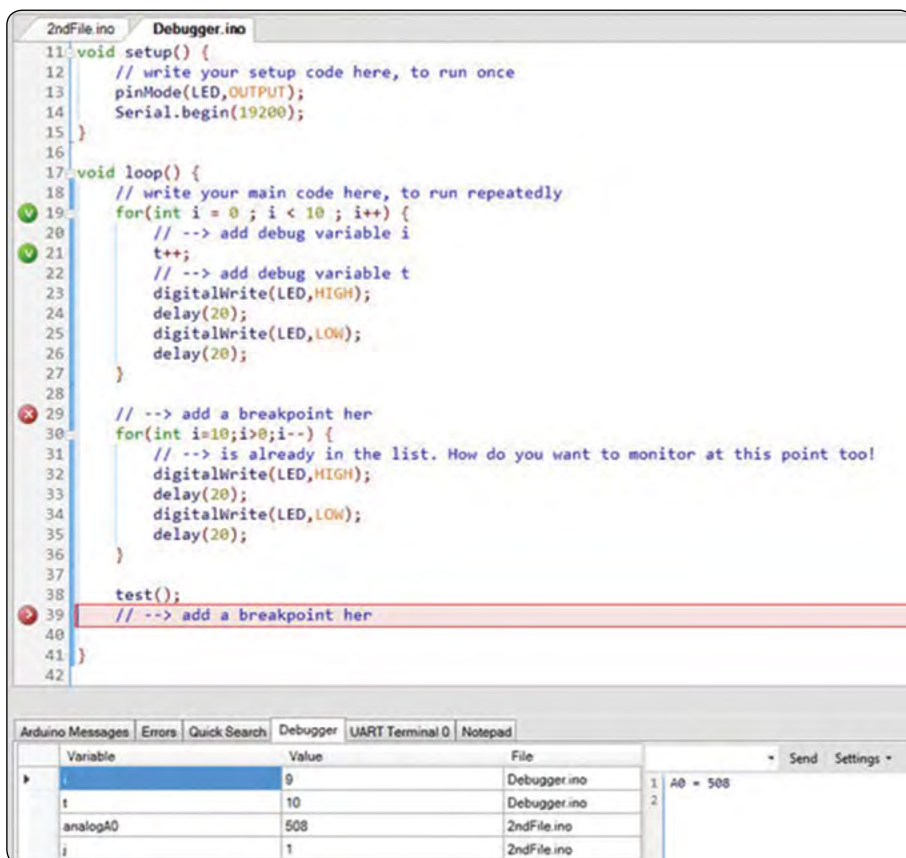 2ndFile.ino Debugger.ino
11 void setup() {
12 // write your setup code here, to run once
13 pinMode(LED,OUTPUT);
14 Serial.begin(19200);
15 }
16
17 void loop() {
18 // write your main code here, to run repeatedly
19 for(int i = 0 ; i < 10 ; i++) {
20 // --> add debug variable i
21 t++;
22 // --> add debug variable t
23 digitalWrite(LED,HIGH);
24 delay(20);
25 digitalWrite(LED,LOW);
26 delay(20);
27 }
28
29 // --> add a breakpoint her
30 for(int i=10;i>0;i--) {
31 // --> is already in the list. How do you want to monitor at this point too!
32 digitalWrite(LED,HIGH);
33 delay(20);
34 digitalWrite(LED,LOW);
35 delay(20);
36 }
37
38 test();
39 // --> add a breakpoint her
40
41 }
42
Arduino Messages Errors Quick Search Debugger UART Terminal 0 Notepad
Variable Value File Send Settings
i 9 Debugger.ino 1 A0 = 508
t 10 Debugger.ino 2
analogA0 508 2ndFile.ino
j 1 2ndFile.ino